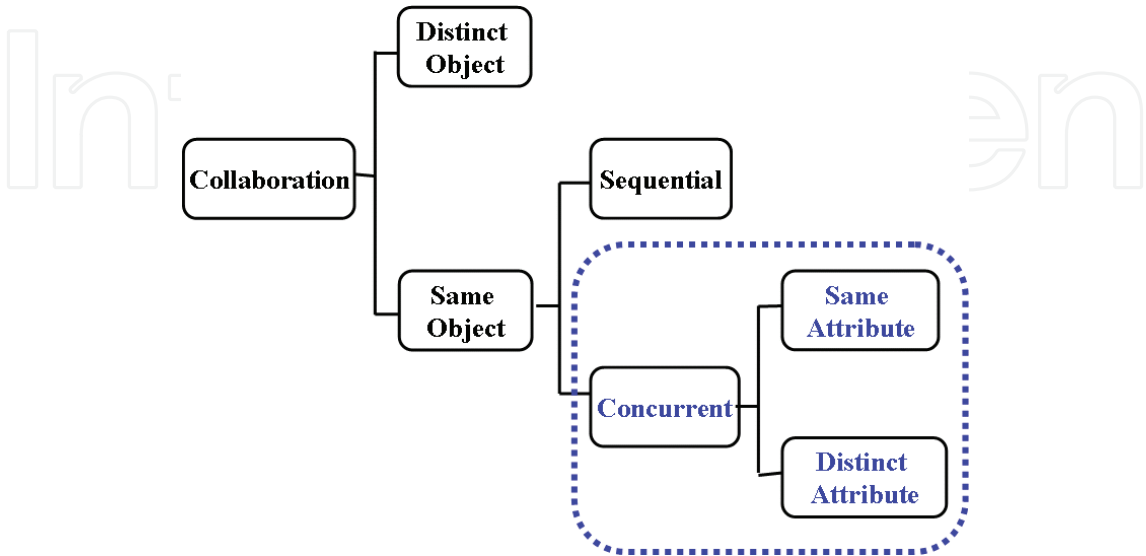 Distinct
Object
Collaboration
Sequential
Same
Object
Same
Attribute
Concurrent
Distinct
Attribute